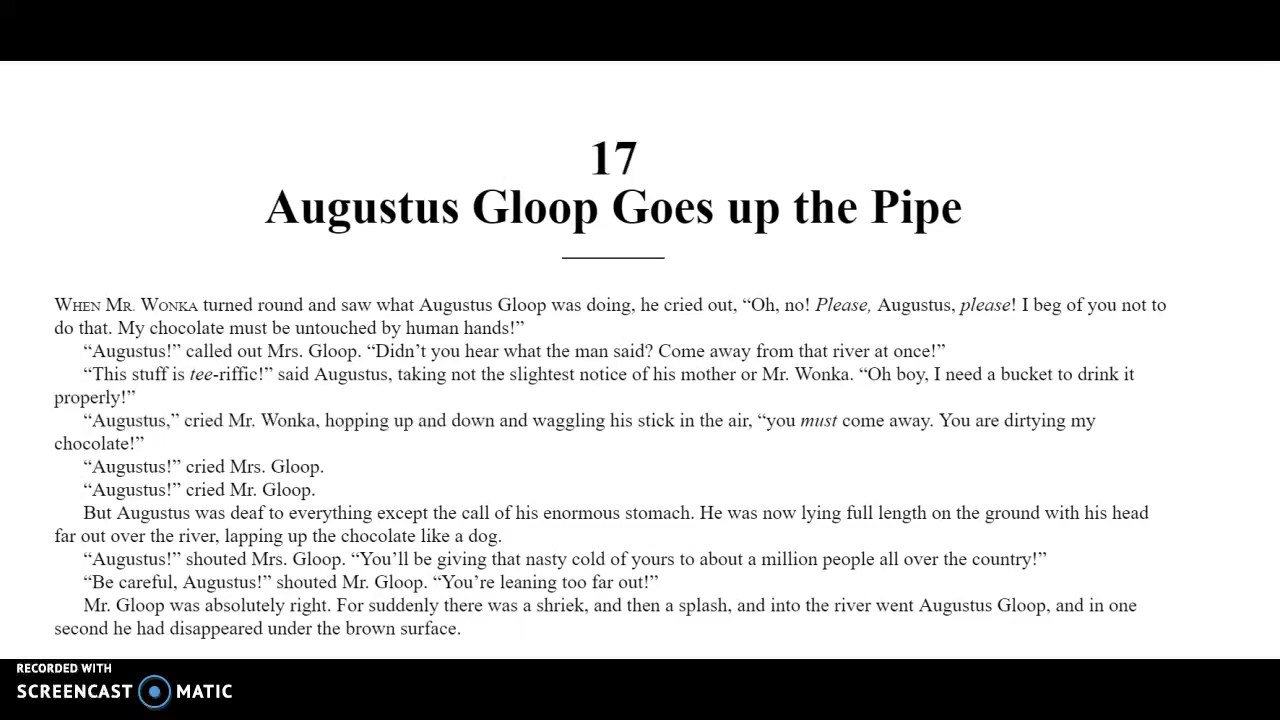 17
Augustus Gloop Goes up the Pipe
WHEN MR. WONKA turned round and saw what Augustus Gloop was doing, he cried out, “Oh, no! Please, Augustus, please! I beg of you not to
do that. My chocolate must be untouched by human hands!”
“Augustus!” called out Mrs. Gloop. “Didn’t you hear what the man said? Come away from that river at once!”
“This stuff is tee-riffic!” said Augustus, taking not the slightest notice of his mother or Mr. Wonka. “Oh boy, I need a bucket to drink it
properly!”
“Augustus,” cried Mr. Wonka, hopping up and down and waggling his stick in the air, “you must come away. You are dirtying my
chocolate!”
“Augustus!” cried Mrs. Gloop.
“Augustus!” cried Mr. Gloop.
But Augustus was deaf to everything except the call of his enormous stomach. He was now lying full length on the ground with his head
far out over the river, lapping up the chocolate like a dog.
“Augustus!” shouted Mrs. Gloop. “You’ll be giving that nasty cold of yours to about a million people all over the country!”
“Be careful, Augustus!” shouted Mr. Gloop. “You’re leaning too far out!”
Mr. Gloop was absolutely right. For suddenly there was a shriek, and then a splash, and into the river went Augustus Gloop, and in one
second he had disappeared under the brown surface.
RECORDED WITH
SCREENCAST MATIC